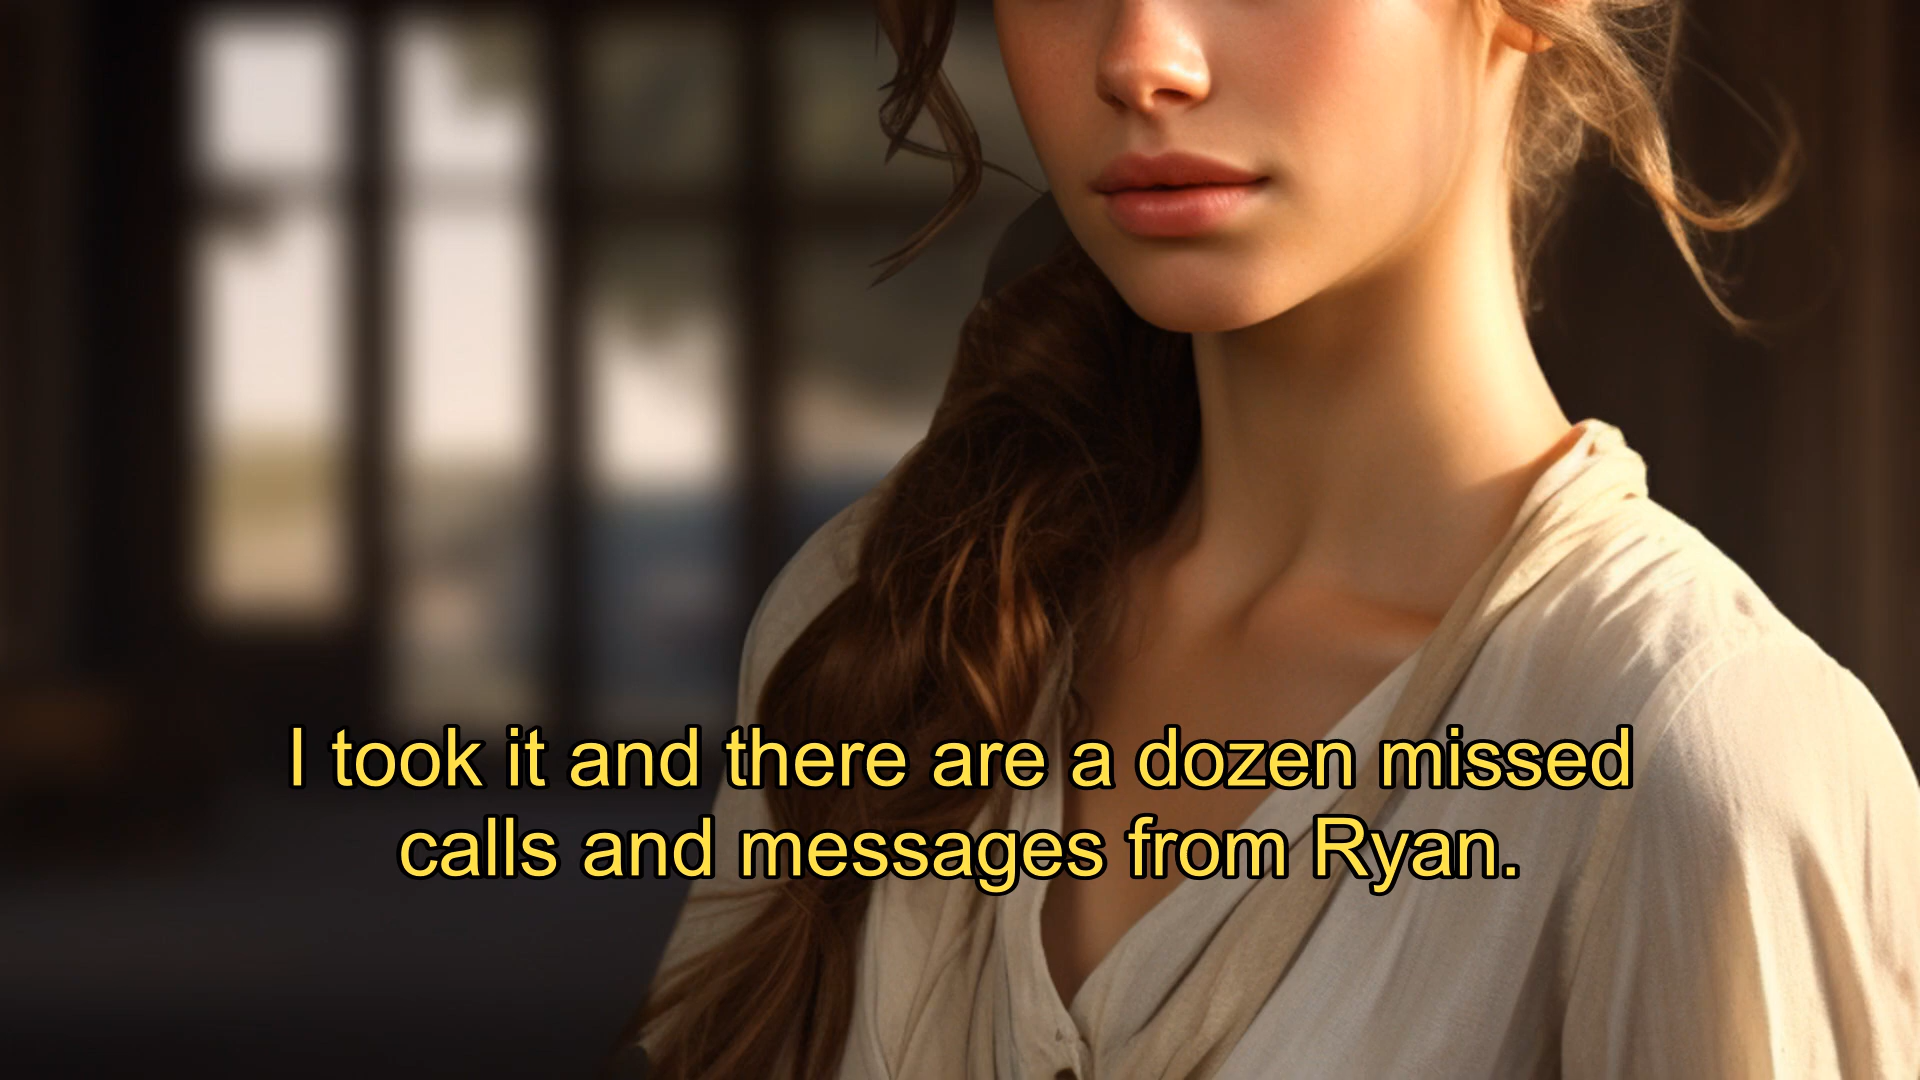 I took it and there are a dozen missed
calls and messages from Ryan.